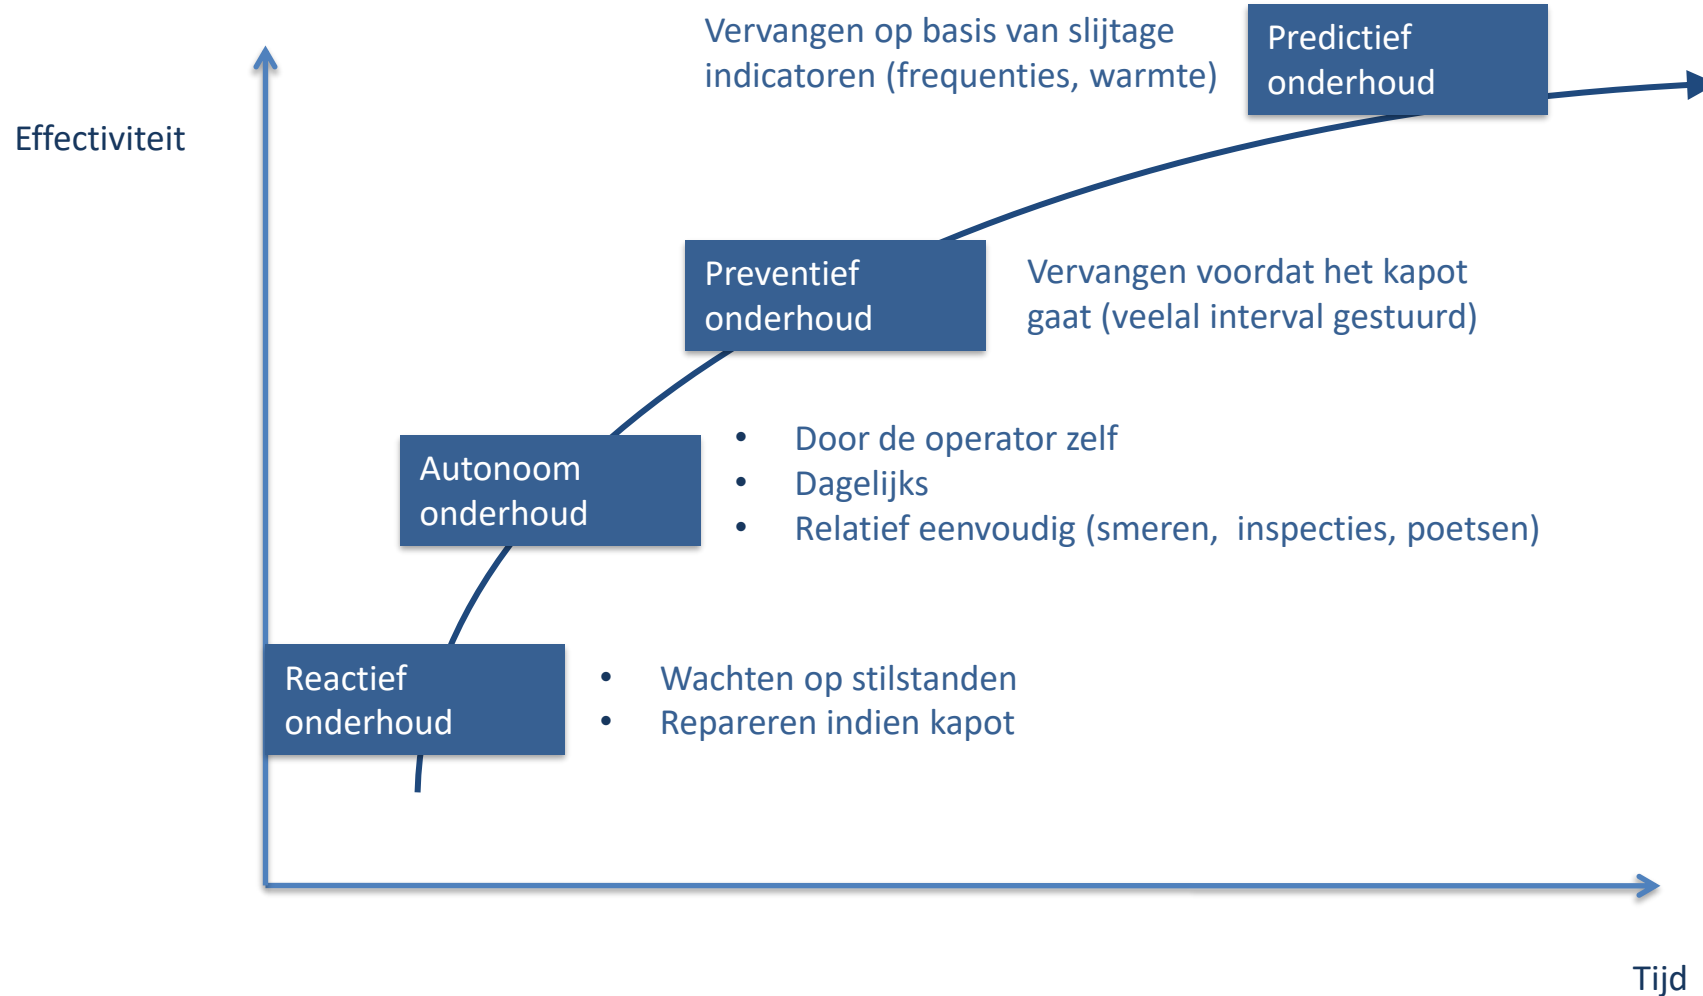 Vervangen op basis van slijtage
indicatoren (frequenties, warmte)
Predictief
onderhoud
Effectiviteit
Preventief
onderhoud
Vervangen voordat het kapot
gaat (veelal interval gestuurd)
Autonoom
onderhoud
• Door de operator zelf
• Dagelijks
• Relatief eenvoudig (smeren,  inspecties, poetsen)
Reactief
onderhoud
• Wachten op stilstanden
• Repareren indien kapot
Tijd